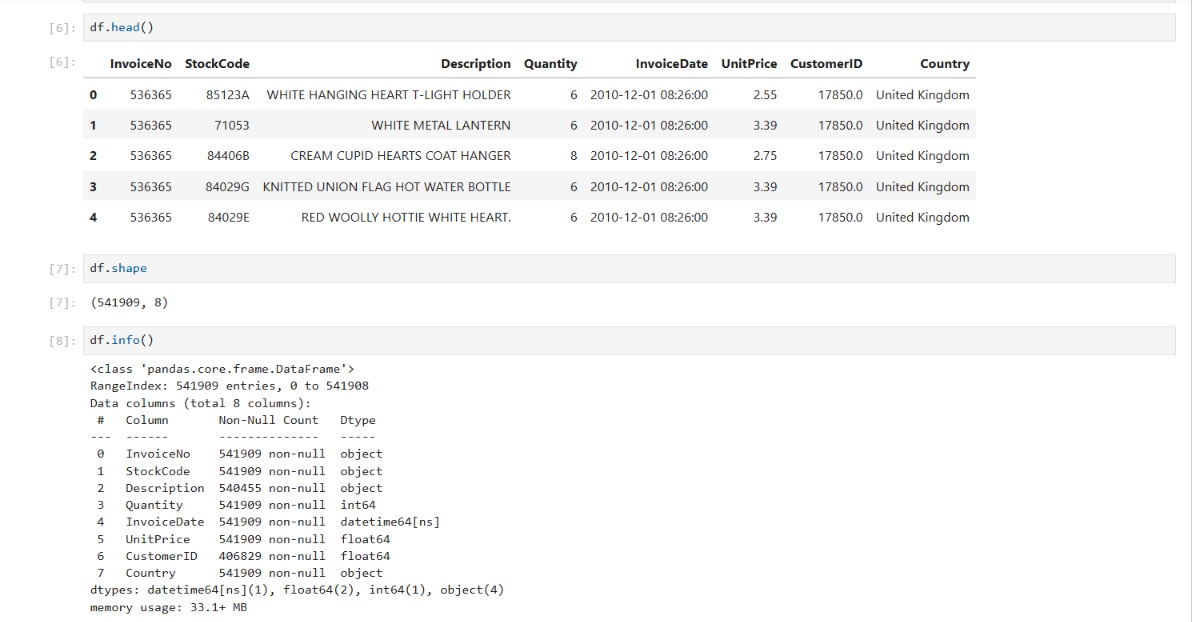 [6]: df.head()
[6]: InvoiceNo StockCode Description Quantity InvoiceDate UnitPrice CustomerID Country
0 536365 85123A WHITE HANGING HEART T-LIGHT HOLDER 6 2010-12-01 08:26:00 2.55 17850.0 United Kingdom
1 536365 71053 WHITE METAL LANTERN 6 2010-12-01 08:26:00 3.39 17850.0 United Kingdom
2 536365 84406B CREAM CUPID HEARTS COAT HANGER 8 2010-12-01 08:26:00 2.75 17850.0 United Kingdom
3 536365 84029G KNITTED UNION FLAG HOT WATER BOTTLE 6 2010-12-01 08:26:00 3.39 17850.0 United Kingdom
4 536365 84029E RED WOOLLY HOTTIE WHITE HEART. 6 2010-12-01 08:26:00 3.39 17850.0 United Kingdom
[7]: df.shape
[7]: (541909, 8)
[8]: df.info()
<class 'pandas.core.frame.DataFrame'>
RangeIndex: 541909 entries, 0 to 541908
Data columns (total 8 columns):
# Column Non-Null Count Dtype
--- ------ -------------- -----
0 InvoiceNo 541909 non-null object
1 StockCode 541909 non-null object
2 Description 540455 non-null object
3 Quantity 541909 non-null int64
4 InvoiceDate 541909 non-null datetime64[ns]
5 UnitPrice 541909 non-null float64
6 CustomerID 406829 non-null float64
7 Country 541909 non-null object
dtypes: datetime64[ns](1), float64(2), int64(1), object(4)
memory usage: 33.1+ MB